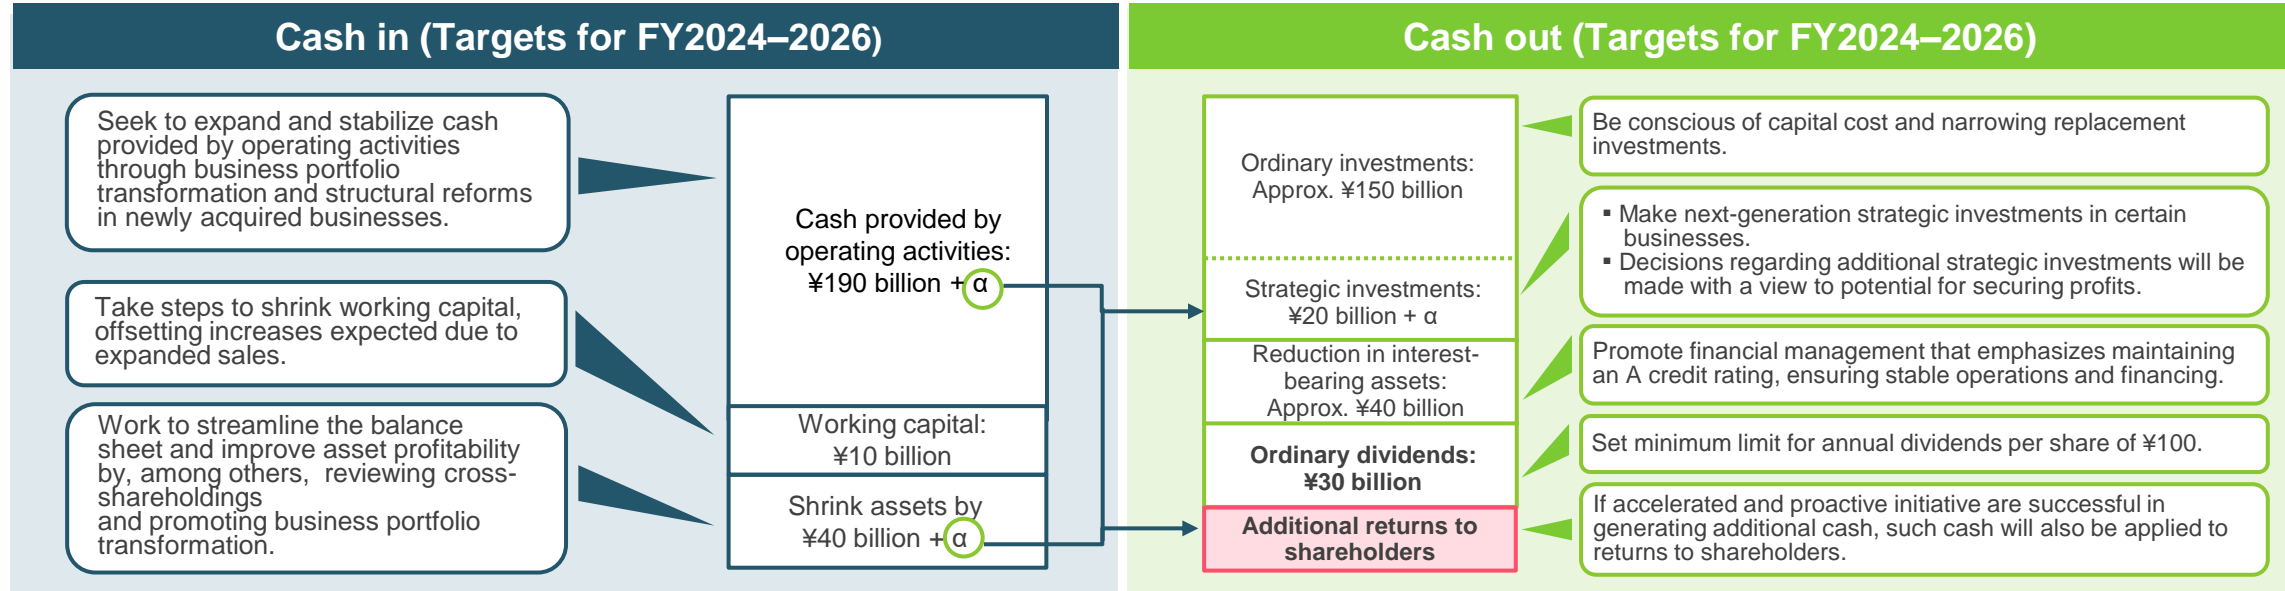 Cash in (Targets for FY2024–2026)
Seek to expand and stabilize cash
provided by operating activities
through business portfolio
transformation and structural reforms
in newly acquired businesses.
Take steps to shrink working capital,
offsetting increases expected due to
expanded sales.
Work to streamline the balance
sheet and improve asset profitability
by, among others, reviewing cross-
shareholdings
and promoting business portfolio
transformation.
Cash provided by
operating activities:
¥190 billion + α
Working capital:
¥10 billion
Shrink assets by
¥40 billion + α
Cash out (Targets for FY2024–2026)
Ordinary investments:
Approx. ¥150 billion
Strategic investments:
¥20 billion + α
Reduction in interest-
bearing assets:
Approx. ¥40 billion
Ordinary dividends:
¥30 billion
Additional returns to
shareholders
Be conscious of capital cost and narrowing replacement
investments.
▪ Make next-generation strategic investments in certain
businesses.
▪ Decisions regarding additional strategic investments will be
made with a view to potential for securing profits.
Promote financial management that emphasizes maintaining
an A credit rating, ensuring stable operations and financing.
Set minimum limit for annual dividends per share of ¥100.
If accelerated and proactive initiative are successful in
generating additional cash, such cash will also be applied to
returns to shareholders.